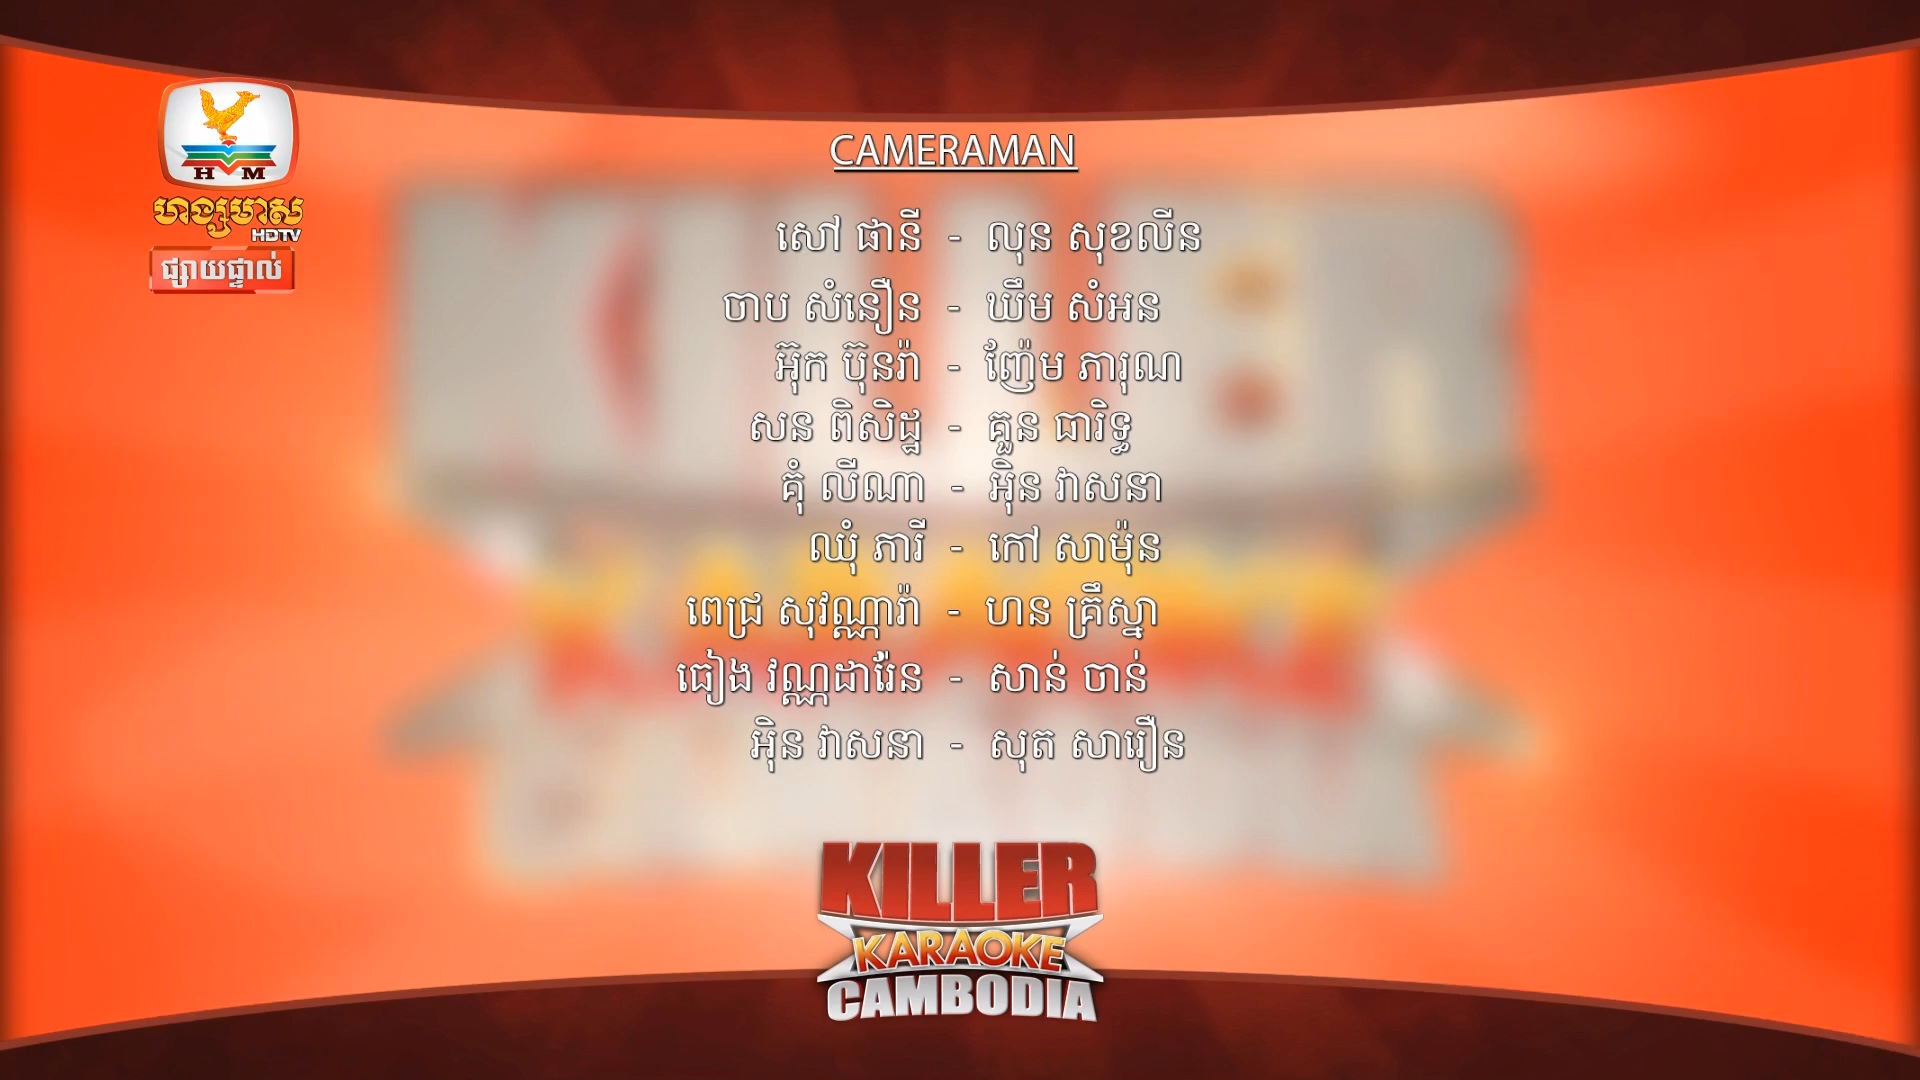 H M
ហង្សមាស
HDTV
ផ្សាយផ្ទាល់
CAMERAMAN
សៅ ផានី - លុន សុខលីន
ចាប សំនឿន - ឃឹម សំអន
អ៊ុក ប៊ុនរ៉ា - ញ៉ែម ភារុណ
សន ពិសិដ្ឋ - គួន ធារិទ្ធ
គុំ លីណា - អ៊ិន វាសនា
ឈុំ ភារី - កៅ សាម៉ុន
ពេជ្រ សុវណ្ណារ៉ា - ហន គ្រឹស្នា
ជៀង វណ្ណដារ៉ែន - សាន់ ចាន់
អ៊ិន វាសនា - សុត សារឿន
KILLER
KARAOKE
CAMBODIA